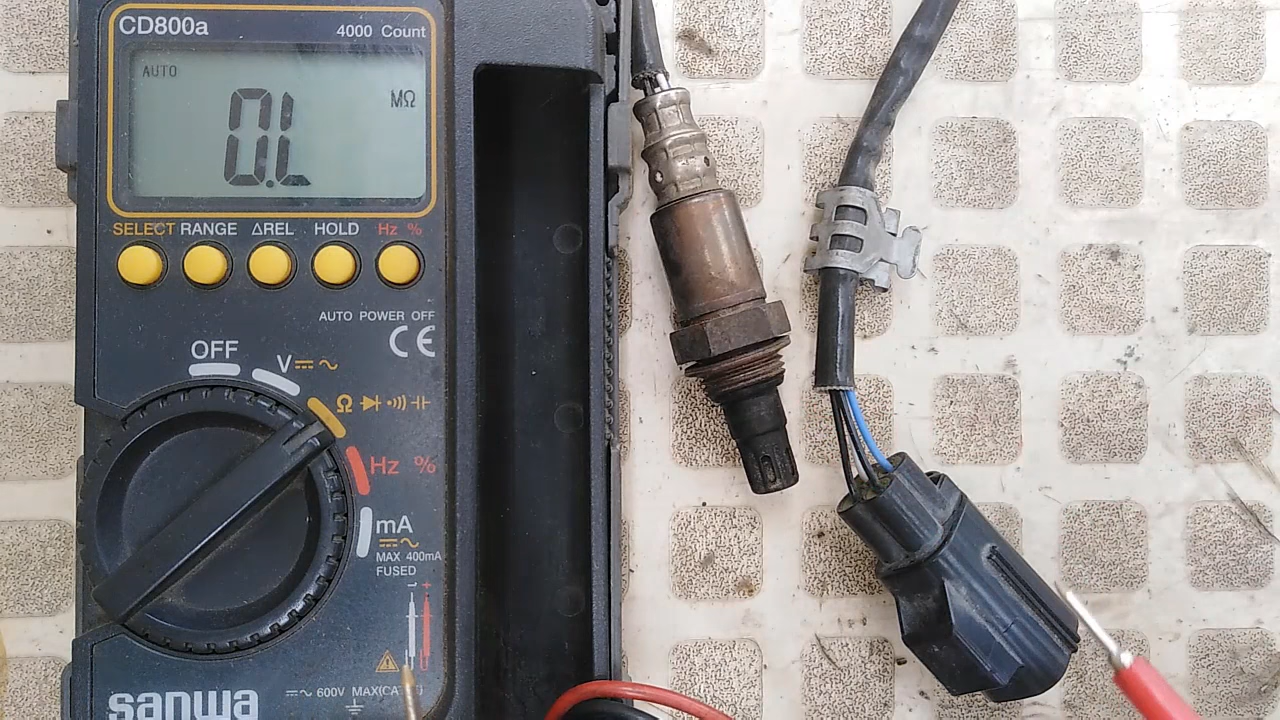 CD800a
4000 Count
AUTO
MΩ
0.L
SELECT RANGE ΔREL HOLD Hz %
AUTO POWER OFF
CE
OFF
V
Ω
Hz %
mA
MAX 400mA
FUSED
sanwa
600V MAX